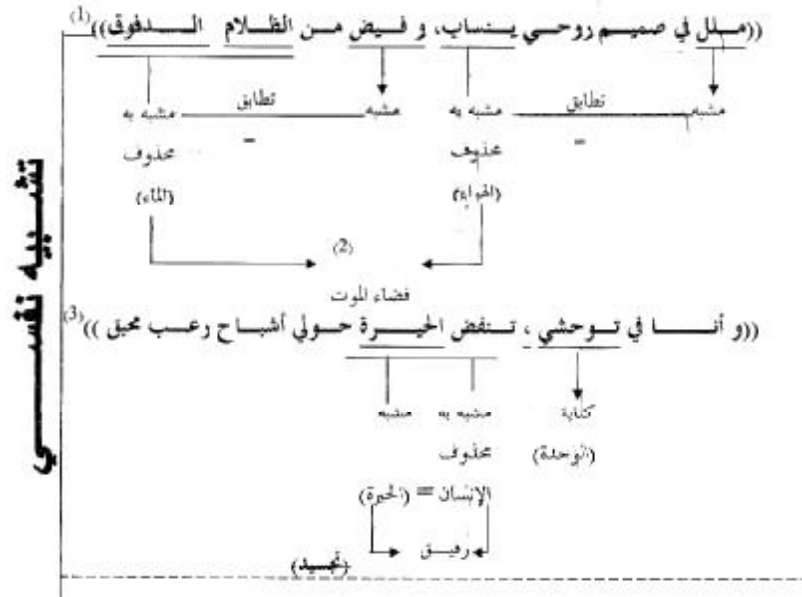 ((ملل في صميم روحي ينساب، و فيض من الظلام الدفوق)) (1)
مشبه تطابق مشبه به مشبه تطابق مشبه به
= =
محذوف محذوف
(الماء)
(2)
فضاء الموت
((و أنا في توحشي، تنفض الحيرة حولي أشباح رعب محيق)) (3)
كناية مشبه به مشبه
(الوحدة) محذوف
الإنسان = (الحيرة)
رفيق
(تجسيد)
تشبيه نفسي